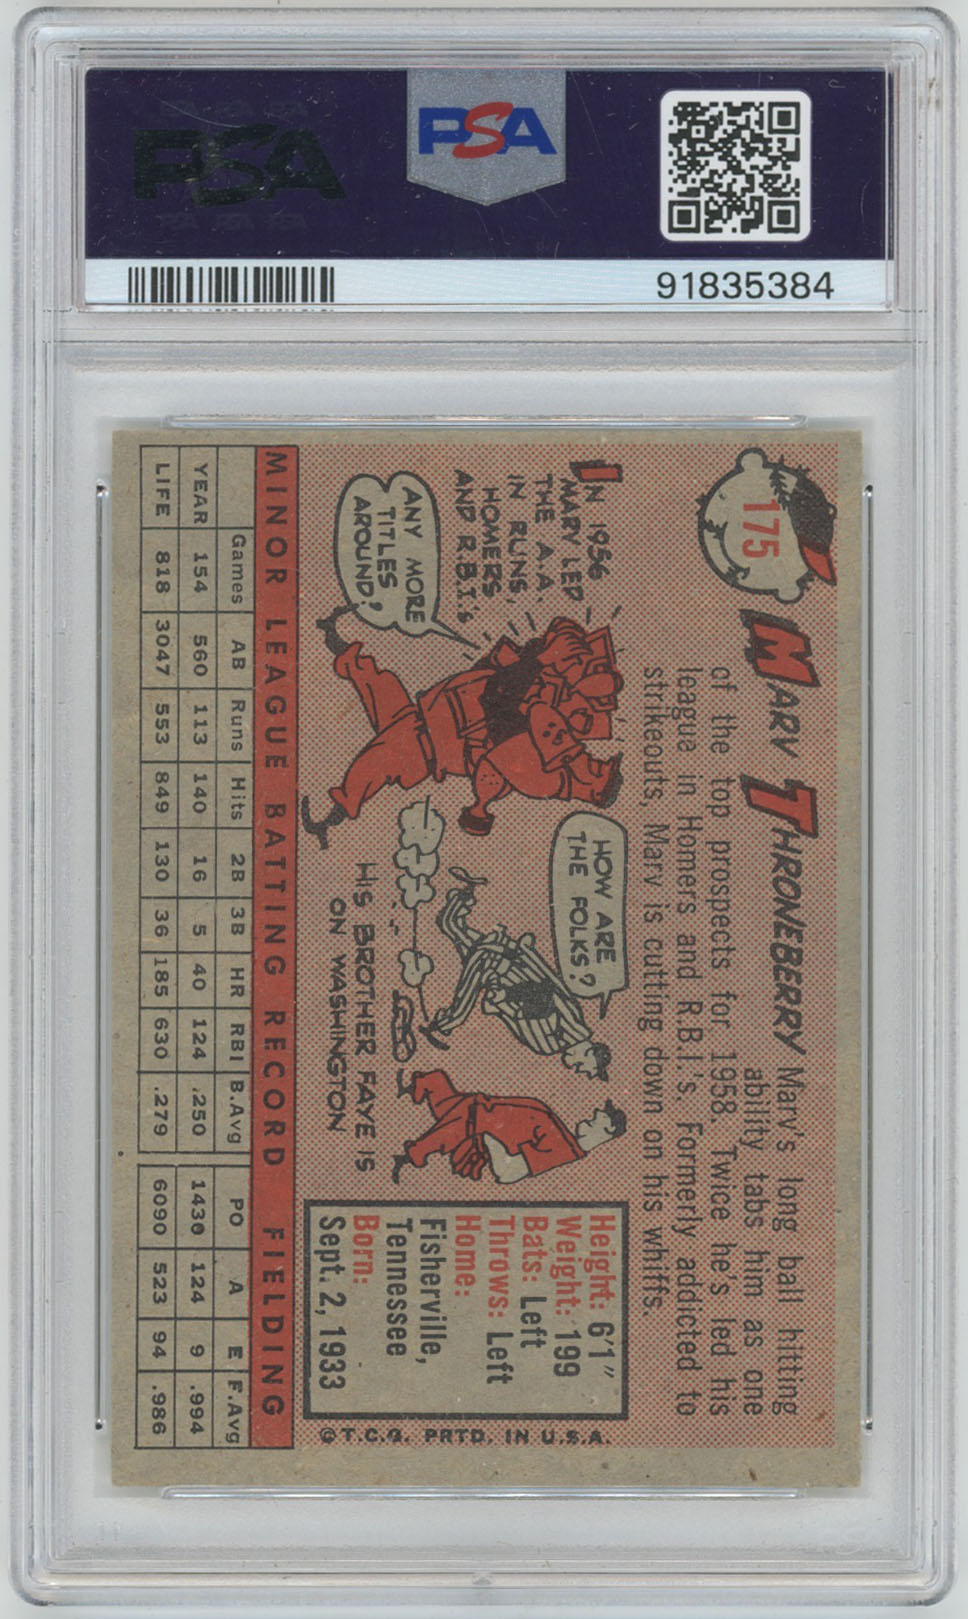 PSA
PSA
91835384
175
MARV THRONEBERRY
Marv's long ball hitting
ability tabs him as one
of the top prospects for 1958. Twice he's led his
league in Homers and R.B.I.'s. Formerly addicted to
strikeouts, Marv is cutting down on his whiffs.
IN 1956
MARV LED
THE A.A.
IN RUNS,
HOMERS
AND R.B.I.'s
ANY MORE
TITLES
AROUND?
HOW ARE
THE FOLKS?
HIS BROTHER FAYE IS
ON WASHINGTON
Height: 6'1"
Weight: 199
Bats: Left
Throws: Left
Home:
Fisherville,
Tennessee
Born:
Sept. 2, 1933
© T.C.G. PRTD. IN U.S.A.
MINOR LEAGUE BATTING RECORD FIELDING
Games AB Runs Hits 2B 3B HR RBI B.Avg PO A E F.Avg
YEAR 154 560 113 140 16 5 40 124 .250 1430 124 9 .994
LIFE 818 3047 553 849 130 36 185 630 .279 6090 523 94 .986